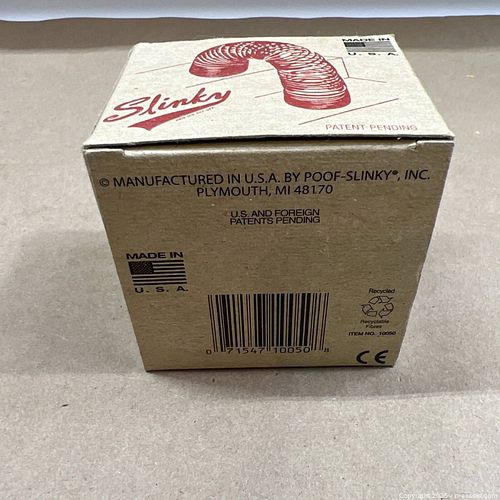 MADE IN
U. S. A.
Slinky
PATENT-PENDING
© MANUFACTURED IN U.S.A. BY POOF-SLINKY®, INC.
PLYMOUTH, MI 48170
U.S. AND FOREIGN
PATENTS PENDING
MADE IN
U. S. A.
Recycled
Recyclable
Fibres
ITEM NO. 10050
0 71547 10050 8
CE